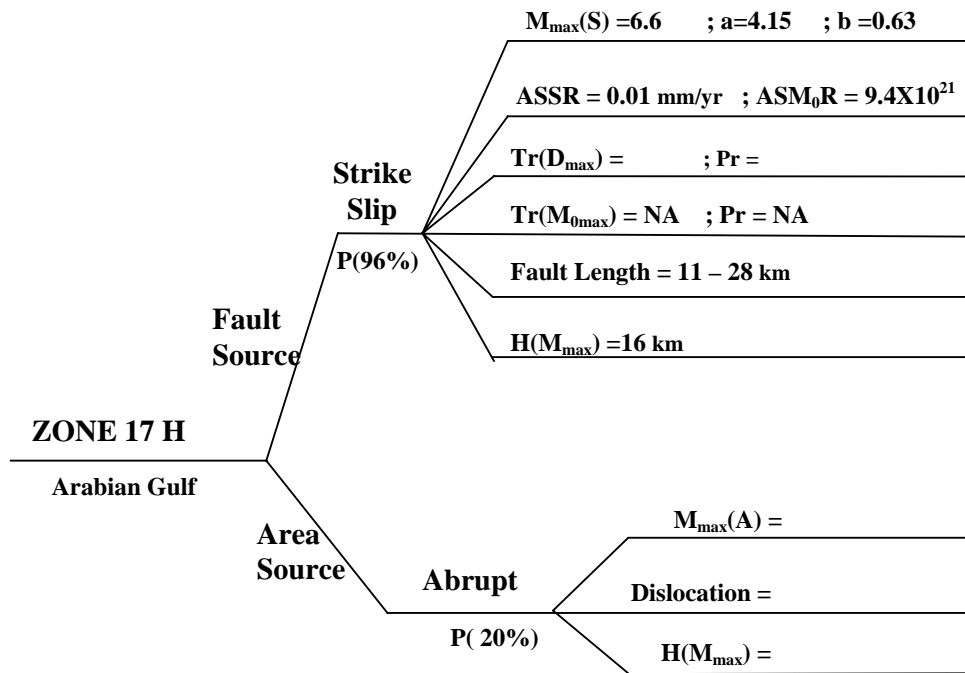 Mmax(S) =6.6 ; a=4.15 ; b =0.63
ASSR = 0.01 mm/yr ; ASM0R = 9.4X10^21
Tr(Dmax) = ; Pr =
Strike
Slip
Tr(M0max) = NA ; Pr = NA
P(96%)
Fault Length = 11 – 28 km
Fault
Source
H(Mmax) =16 km
ZONE 17 H
Arabian Gulf
Area
Source
Mmax(A) =
Abrupt
Dislocation =
P( 20%)
H(Mmax) =